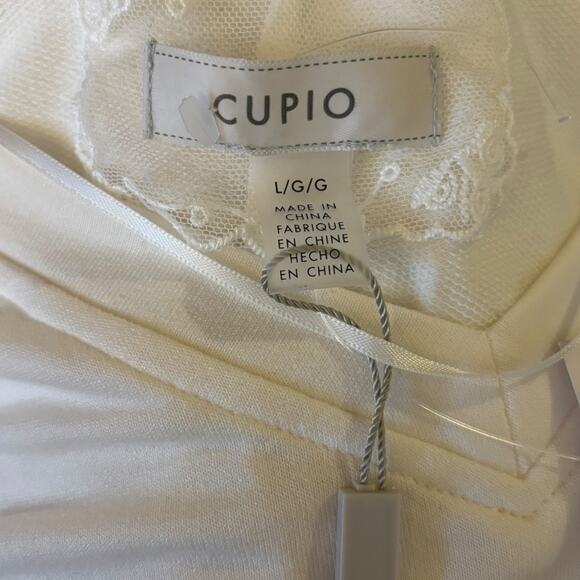 CUPIO
L/G/G
MADE IN
CHINA
FABRIQUE
EN CHINE
HECHO
EN CHINA